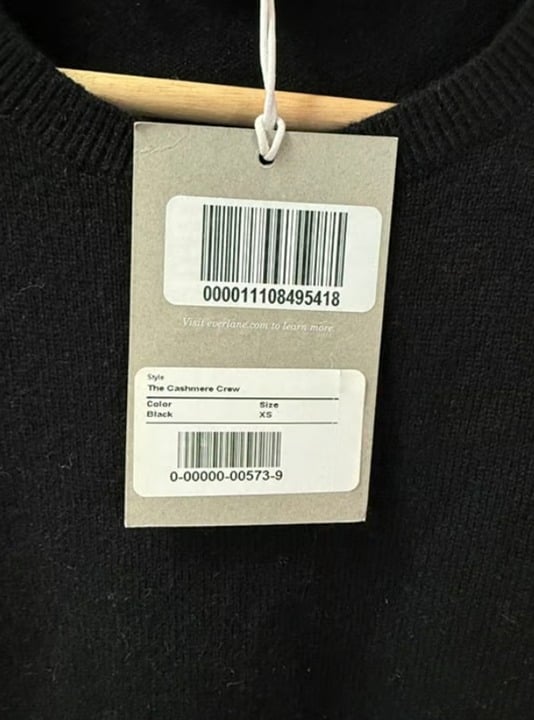 000011108495418
Visit everlane.com to learn more.
Style
The Cashmere Crew
Color Size
Black XS
0-00000-00573-9